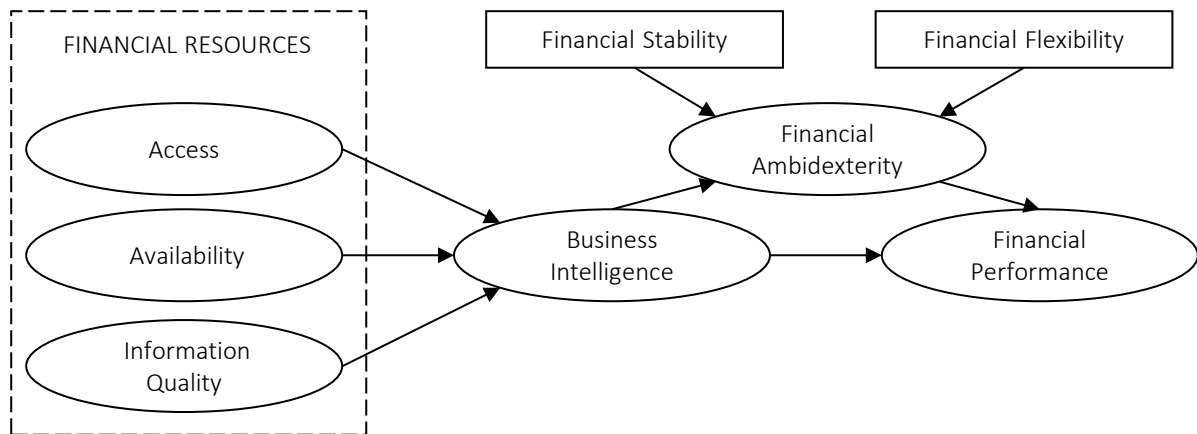 FINANCIAL RESOURCES
Access
Availability
Information
Quality
Financial Stability
Financial Flexibility
Financial
Ambidexterity
Business
Intelligence
Financial
Performance